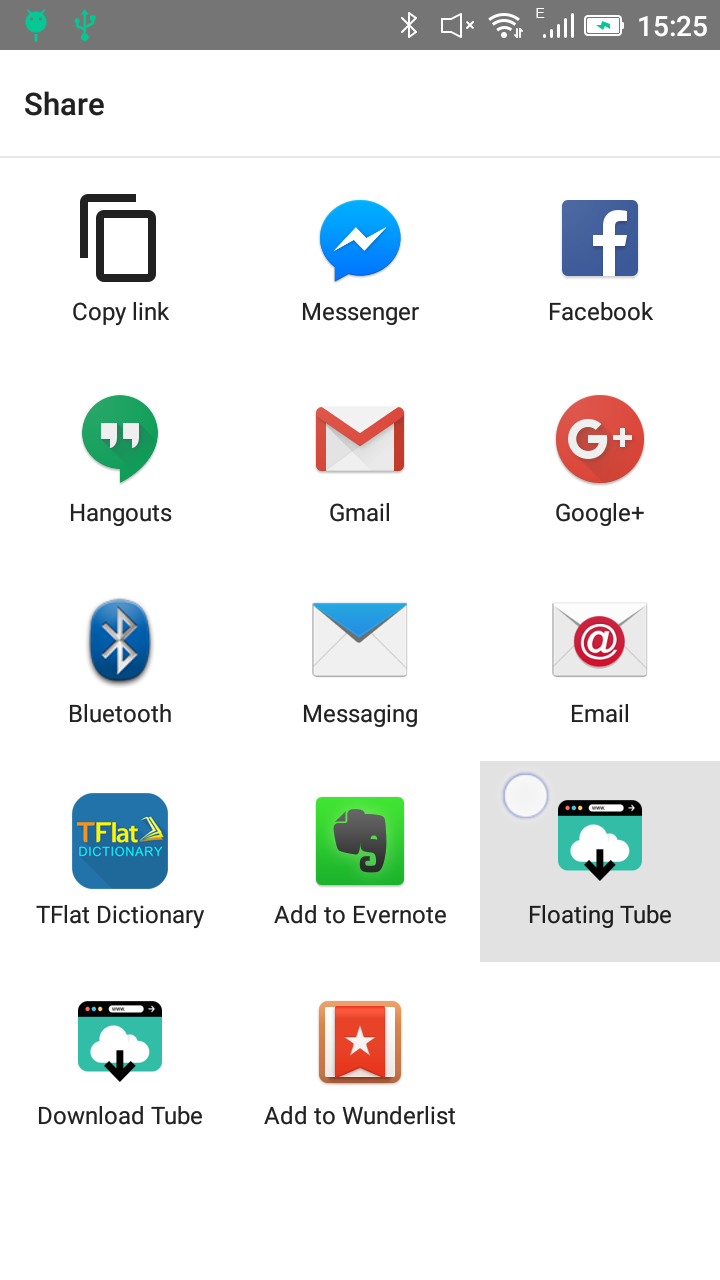 E
15:25
Share
Copy link
Messenger
Facebook
Hangouts
Gmail
G+
Google+
Bluetooth
Messaging
@
Email
TFlat
DICTIONARY
TFlat Dictionary
Add to Evernote
www.
Floating Tube
www.
Download Tube
Add to Wunderlist